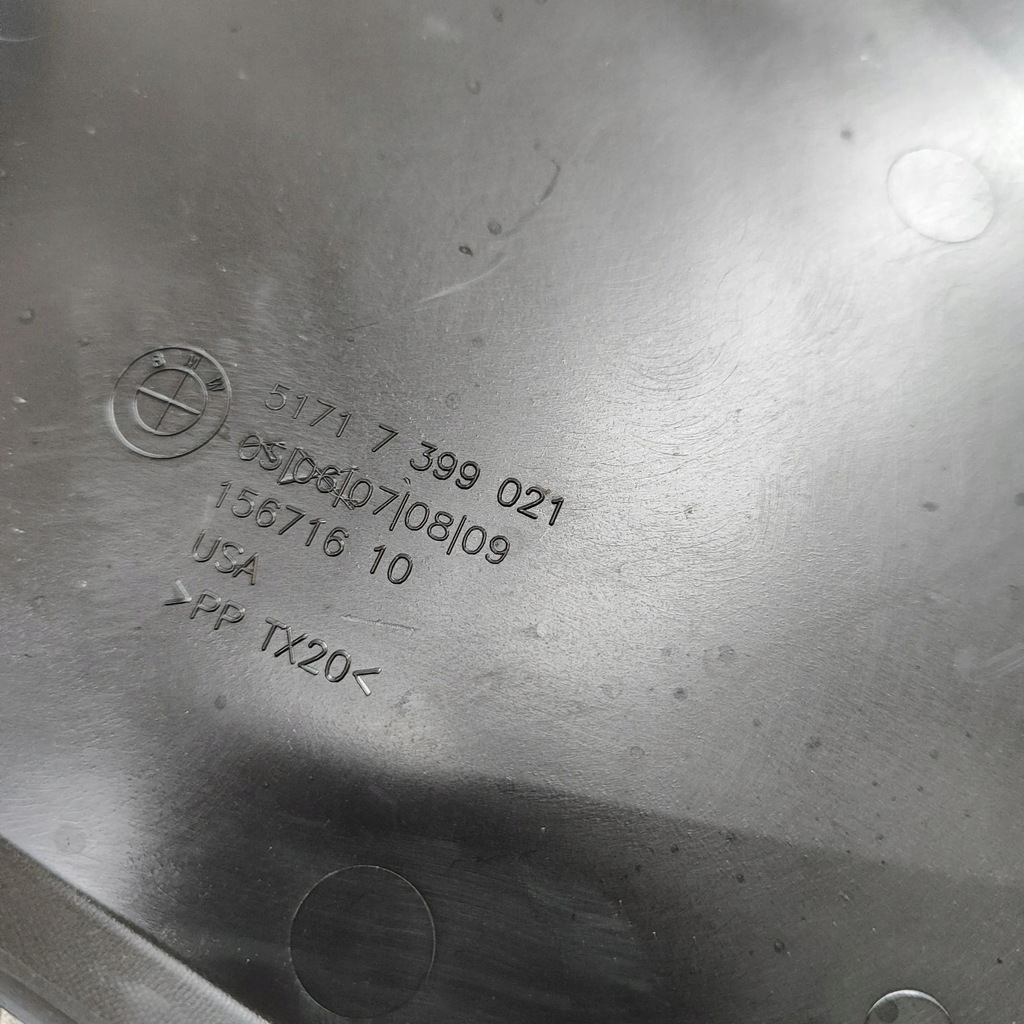 BMW
5171 7 399 021
05|06|07|08|09
156716 10
USA
>PP TX20<